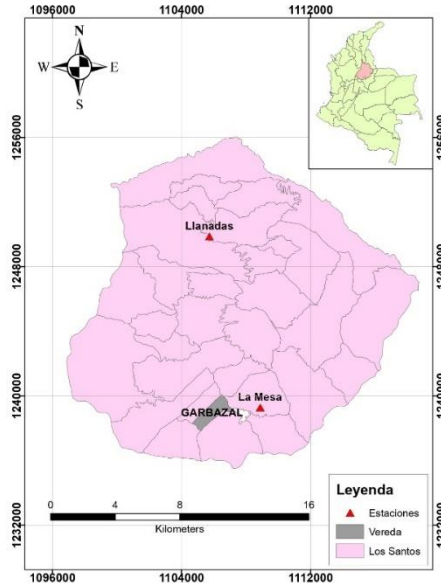 1096000 1104000 1112000
N
W E
S
1256000
1256000
Llanadas
1248000
1248000
La Mesa
1240000
1240000
GARBAZAL
Leyenda
Estaciones
Vereda
Los Santos
0 4 8 16
Kilometers
1232000
1232000
1096000 1104000 1112000